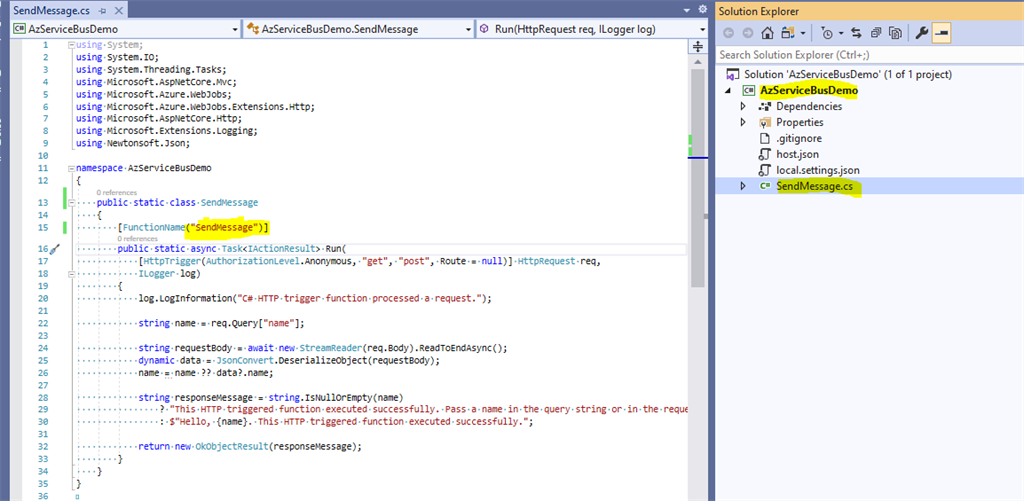 SendMessage.cs
AzServiceBusDemo AzServiceBusDemo.SendMessage Run(HttpRequest req, ILogger log)
1 using System;
2 using System.IO;
3 using System.Threading.Tasks;
4 using Microsoft.AspNetCore.Mvc;
5 using Microsoft.Azure.WebJobs;
6 using Microsoft.Azure.WebJobs.Extensions.Http;
7 using Microsoft.AspNetCore.Http;
8 using Microsoft.Extensions.Logging;
9 using Newtonsoft.Json;
10
11 namespace AzServiceBusDemo
12 {
0 references
13 public static class SendMessage
14 {
15 [FunctionName("SendMessage")]
0 references
16 public static async Task<IActionResult> Run(
17 [HttpTrigger(AuthorizationLevel.Anonymous, "get", "post", Route = null)] HttpRequest req,
18 ILogger log)
19 {
20 log.LogInformation("C# HTTP trigger function processed a request.");
21
22 string name = req.Query["name"];
23
24 string requestBody = await new StreamReader(req.Body).ReadToEndAsync();
25 dynamic data = JsonConvert.DeserializeObject(requestBody);
26 name = name ?? data?.name;
27
28 string responseMessage = string.IsNullOrEmpty(name)
29 ? "This HTTP triggered function executed successfully. Pass a name in the query string or in the reque
30 : $"Hello, {name}. This HTTP triggered function executed successfully.";
31
32 return new OkObjectResult(responseMessage);
33 }
34 }
35 }
36
Solution Explorer
Search Solution Explorer (Ctrl+;)
Solution 'AzServiceBusDemo' (1 of 1 project)
C# AzServiceBusDemo
Dependencies
Properties
.gitignore
host.json
local.settings.json
C# SendMessage.cs